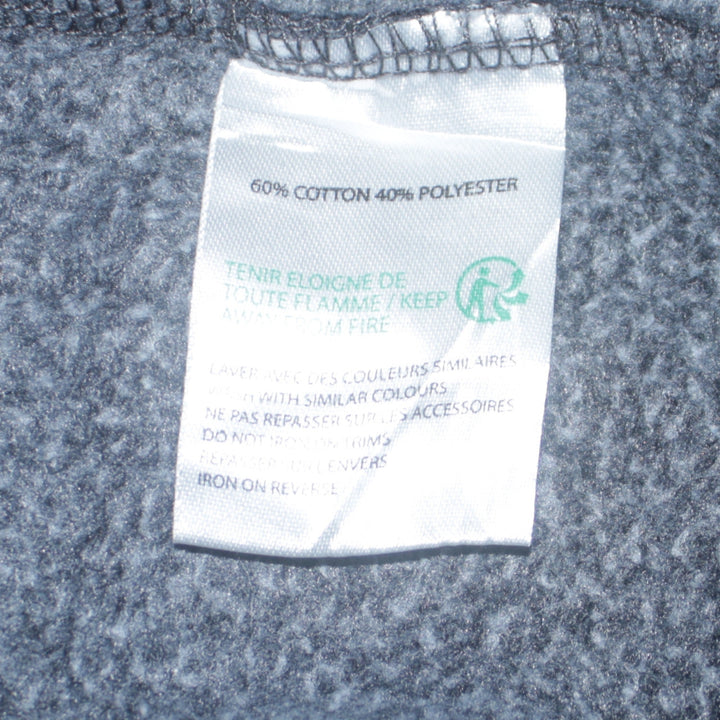 60% COTTON 40% POLYESTER
TENIR ELOIGNE DE
TOUTE FLAMME / KEEP
AWAY FROM FIRE
LAVER AVEC DES COULEURS SIMILAIRES
WASH WITH SIMILAR COLOURS
NE PAS REPASSER SUR LES ACCESSOIRES
DO NOT IRON ON TRIMS
REPASSER SUR L ENVERS
IRON ON REVERSE